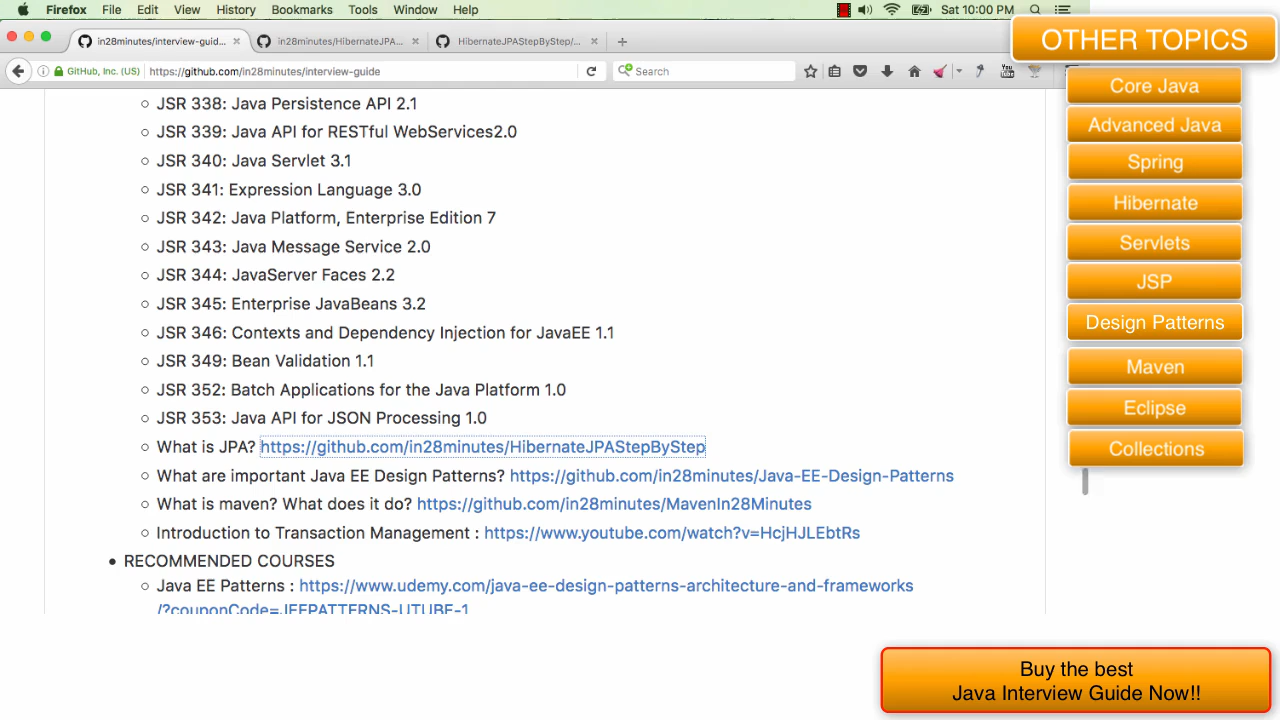 Firefox File Edit View History Bookmarks Tools Window Help Sat 10:00 PM
in28minutes/interview-guid... × in28minutes/HibernateJPA... × HibernateJPAStepByStep/... × +
GitHub, Inc. (US) https://github.com/in28minutes/interview-guide Search
JSR 338: Java Persistence API 2.1
JSR 339: Java API for RESTful WebServices2.0
JSR 340: Java Servlet 3.1
JSR 341: Expression Language 3.0
JSR 342: Java Platform, Enterprise Edition 7
JSR 343: Java Message Service 2.0
JSR 344: JavaServer Faces 2.2
JSR 345: Enterprise JavaBeans 3.2
JSR 346: Contexts and Dependency Injection for JavaEE 1.1
JSR 349: Bean Validation 1.1
JSR 352: Batch Applications for the Java Platform 1.0
JSR 353: Java API for JSON Processing 1.0
What is JPA? https://github.com/in28minutes/HibernateJPAStepByStep
What are important Java EE Design Patterns? https://github.com/in28minutes/Java-EE-Design-Patterns
What is maven? What does it do? https://github.com/in28minutes/MavenIn28Minutes
Introduction to Transaction Management : https://www.youtube.com/watch?v=HcjHJLEbtRs
RECOMMENDED COURSES
Java EE Patterns : https://www.udemy.com/java-ee-design-patterns-architecture-and-frameworks
/?couponCode=JEEPATTERNS-UTUBE-1
OTHER TOPICS
Core Java
Advanced Java
Spring
Hibernate
Servlets
JSP
Design Patterns
Maven
Eclipse
Collections
Buy the best
Java Interview Guide Now!!